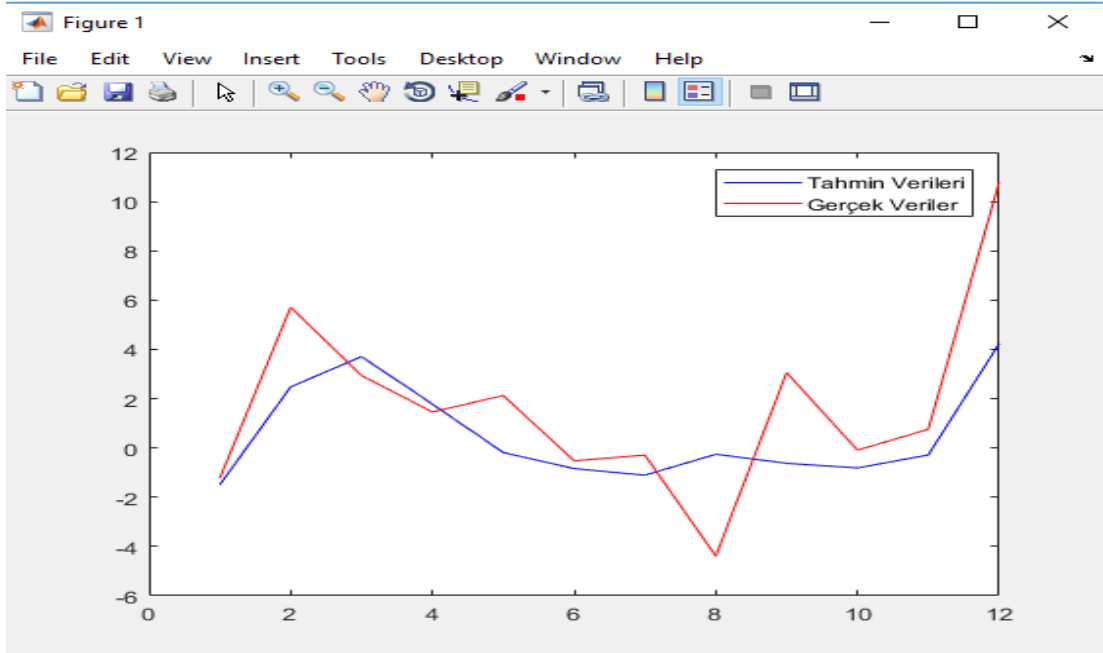 Figure 1
File Edit View Insert Tools Desktop Window Help
12
10
8
6
4
2
0
-2
-4
-6
0 2 4 6 8 10 12
Tahmin Verileri
Gerçek Veriler